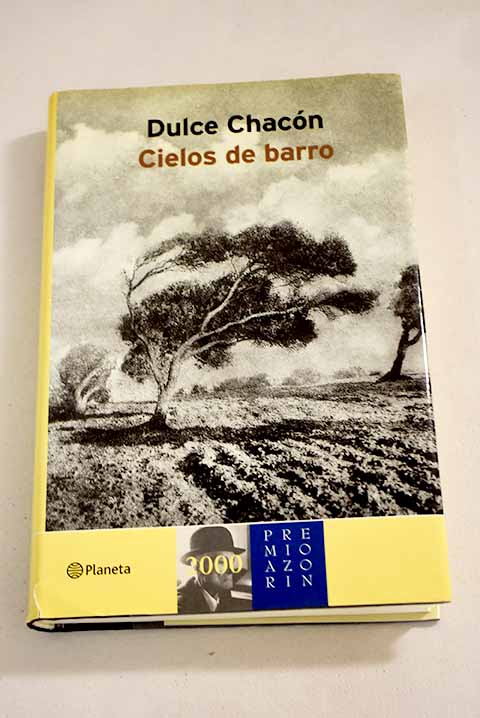 Dulce Chacón
Cielos de barro
Planeta
2000
PREMIO AZORIN